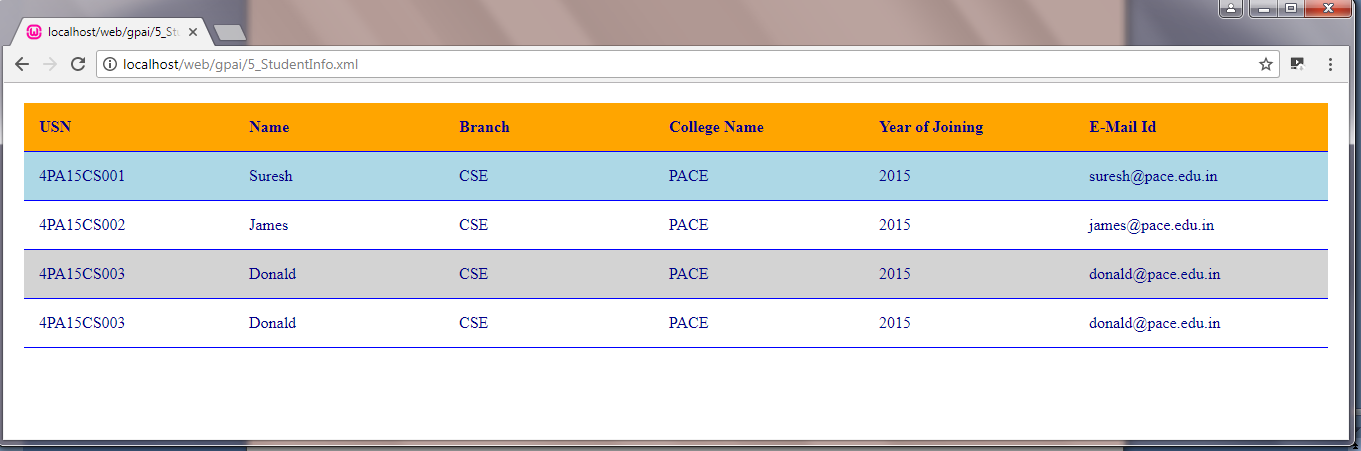 localhost/web/gpai/5_Stu
localhost/web/gpai/5_StudentInfo.xml
USN Name Branch College Name Year of Joining E-Mail Id
4PA15CS001 Suresh CSE PACE 2015 suresh@pace.edu.in
4PA15CS002 James CSE PACE 2015 james@pace.edu.in
4PA15CS003 Donald CSE PACE 2015 donald@pace.edu.in
4PA15CS003 Donald CSE PACE 2015 donald@pace.edu.in